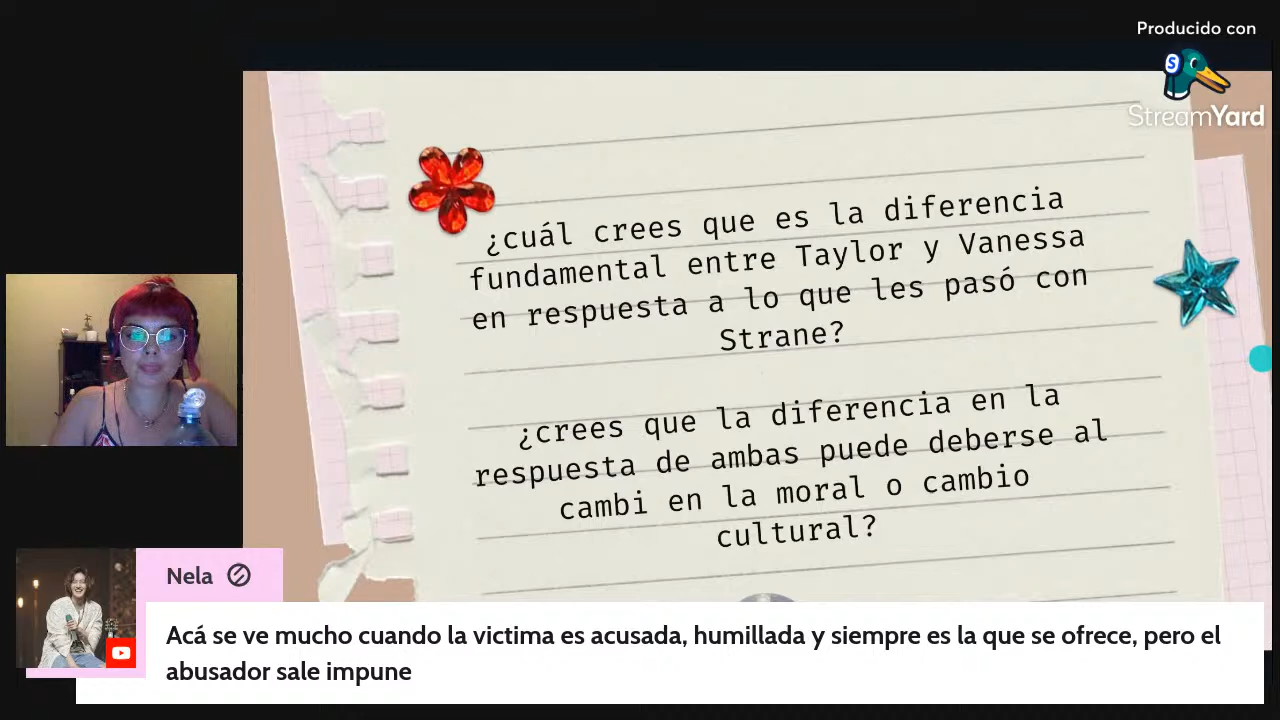 Producido con
StreamYard
¿cuál crees que es la diferencia
fundamental entre Taylor y Vanessa
en respuesta a lo que les pasó con
Strane?
¿crees que la diferencia en la
respuesta de ambas puede deberse al
cambi en la moral o cambio
cultural?
Nela
Acá se ve mucho cuando la victima es acusada, humillada y siempre es la que se ofrece, pero el
abusador sale impune